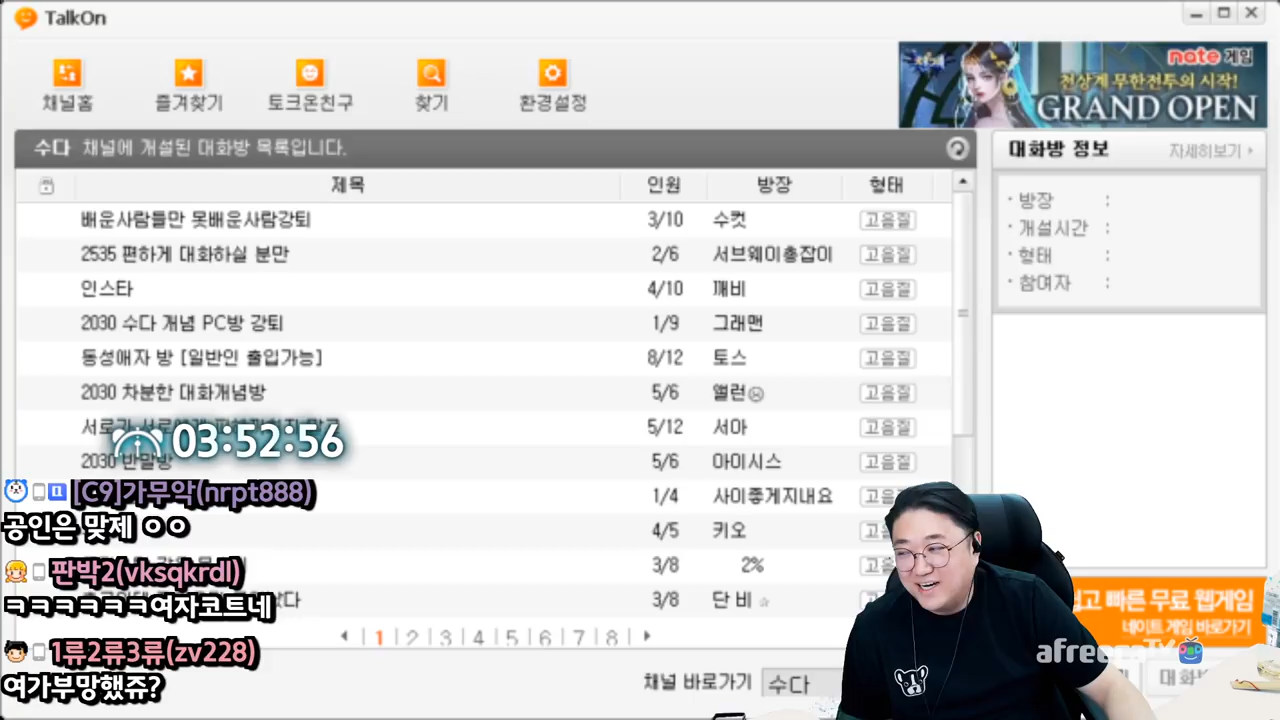 TalkOn
채널홈 즐겨찾기 토크온친구 찾기 환경설정
nate 게임
천상계 무한전투의 시작!
GRAND OPEN
수다 채널에 개설된 대화방 목록입니다.
제목 인원 방장 형태
배운사람들만 못배운사람강퇴 3/10 수컷 고음질
2535 편하게 대화하실 분만 2/6 서브웨이총잡이 고음질
인스타 4/10 깨비 고음질
2030 수다 개념 PC방 강퇴 1/9 그래맨 고음질
동성애자 방 [일반인 출입가능] 8/12 토스 고음질
2030 차분한 대화개념방 5/6 앨런☹ 고음질
5/12 서아 고음질
2030 반말방 5/6 아이시스 고음질
1/4 사이좋게지내요
4/5 키오
3/8 2%
3/8 단 비 ☆
1 2 3 4 5 6 7 8
채널 바로가기 수다
대화방 정보 자세히보기
· 방장 :
· 개설시간 :
· 형태 :
· 참여자 :
빠른 무료 웹게임
네이트 게임 바로가기
afreecaTV
03:52:56
[C9]가무악(nrpt888)
공인은 맞제 ㅇㅇ
판박2(vksqkrdl)
ㅋㅋㅋㅋㅋㅋ여자코트네
1류2류3류(zv228)
여가부망했쥬?